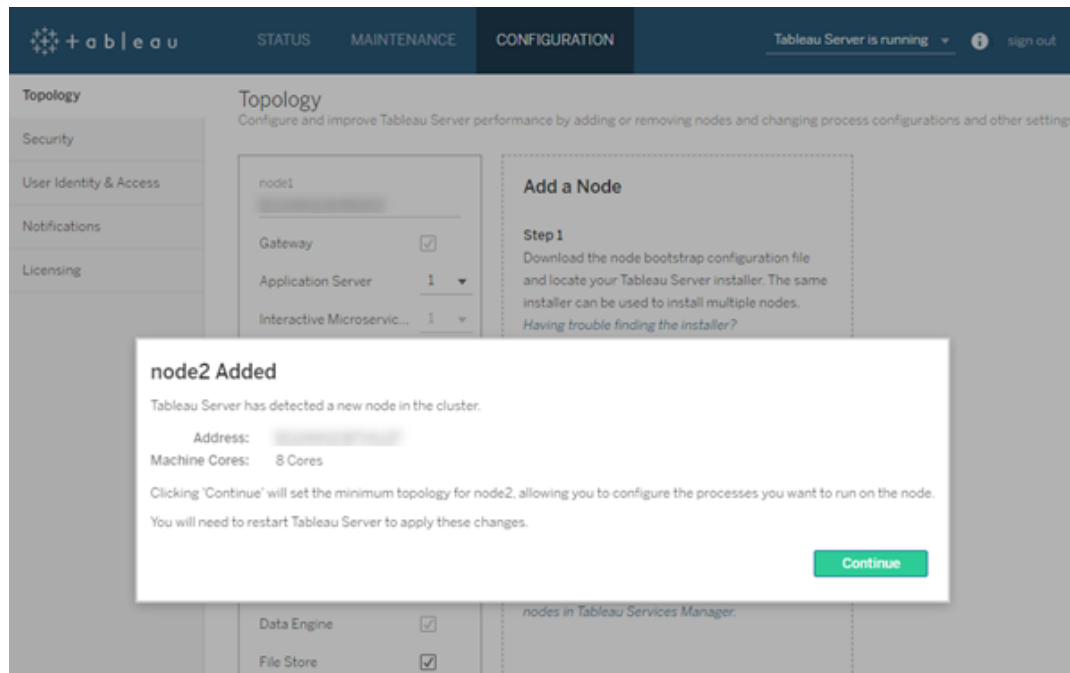 + a b l e a u
STATUS MAINTENANCE CONFIGURATION Tableau Server is running sign out
Topology
Security
User Identity & Access
Notifications
Licensing
Topology
Configure and improve Tableau Server performance by adding or removing nodes and changing process configurations and other setting
node1
Gateway
Application Server 1
Interactive Microservic... 1
Add a Node
Step 1
Download the node bootstrap configuration file
and locate your Tableau Server installer. The same
installer can be used to install multiple nodes.
Having trouble finding the installer?
node2 Added
Tableau Server has detected a new node in the cluster.
Address:
Machine Cores: 8 Cores
Clicking 'Continue' will set the minimum topology for node2, allowing you to configure the processes you want to run on the node.
You will need to restart Tableau Server to apply these changes.
Continue
nodes in Tableau Services Manager.
Data Engine
File Store